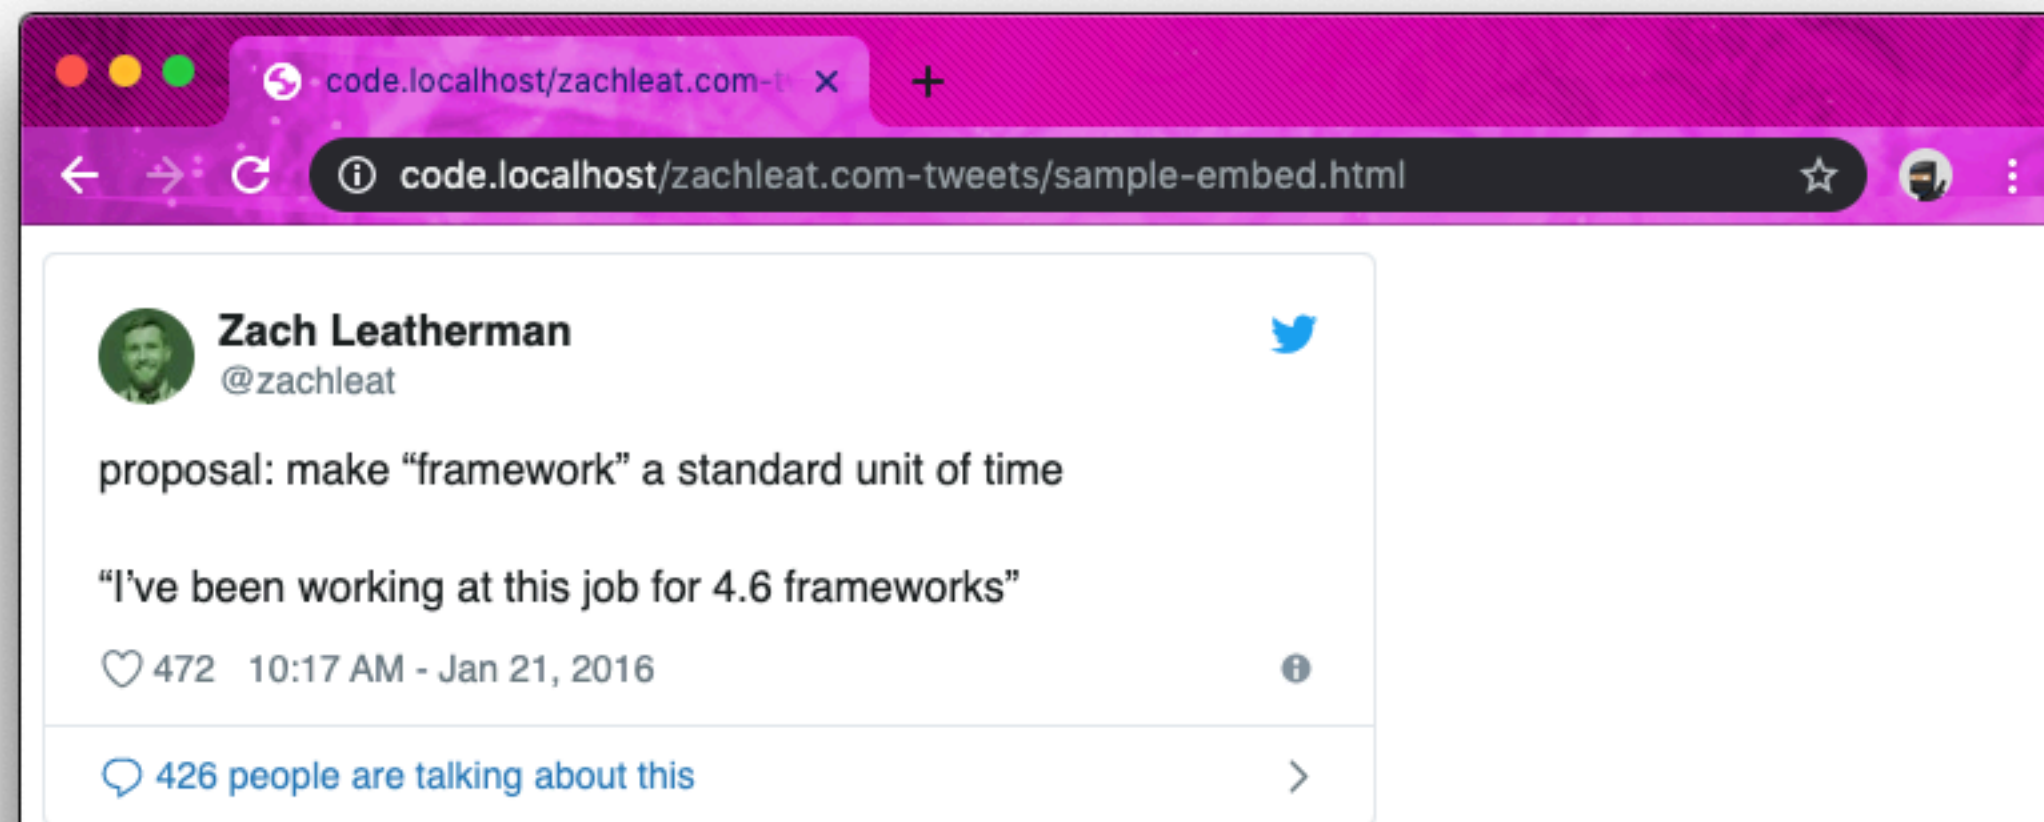 code.localhost/zachleat.com-t
code.localhost/zachleat.com-tweets/sample-embed.html
Zach Leatherman
@zachleat
proposal: make “framework” a standard unit of time
“I’ve been working at this job for 4.6 frameworks”
472 10:17 AM - Jan 21, 2016
426 people are talking about this